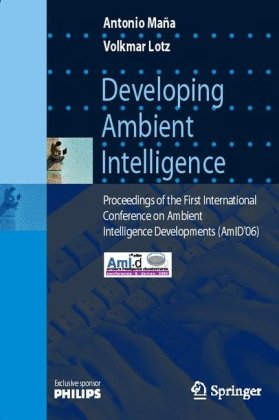 Antonio Maña
Volkmar Lotz
Developing
Ambient
Intelligence
Proceedings of the First International
Conference on Ambient
Intelligence Developments (AmID'06)
AmI.d
Exclusive sponsor
PHILIPS
Springer